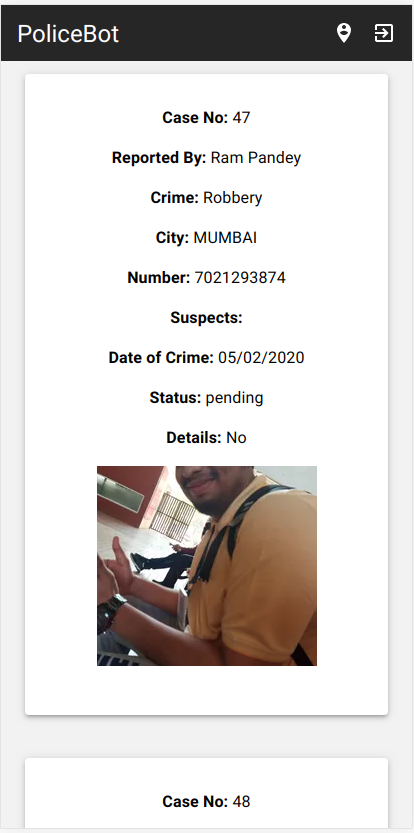 PoliceBot
Case No: 47
Reported By: Ram Pandey
Crime: Robbery
City: MUMBAI
Number: 7021293874
Suspects:
Date of Crime: 05/02/2020
Status: pending
Details: No
Case No: 48